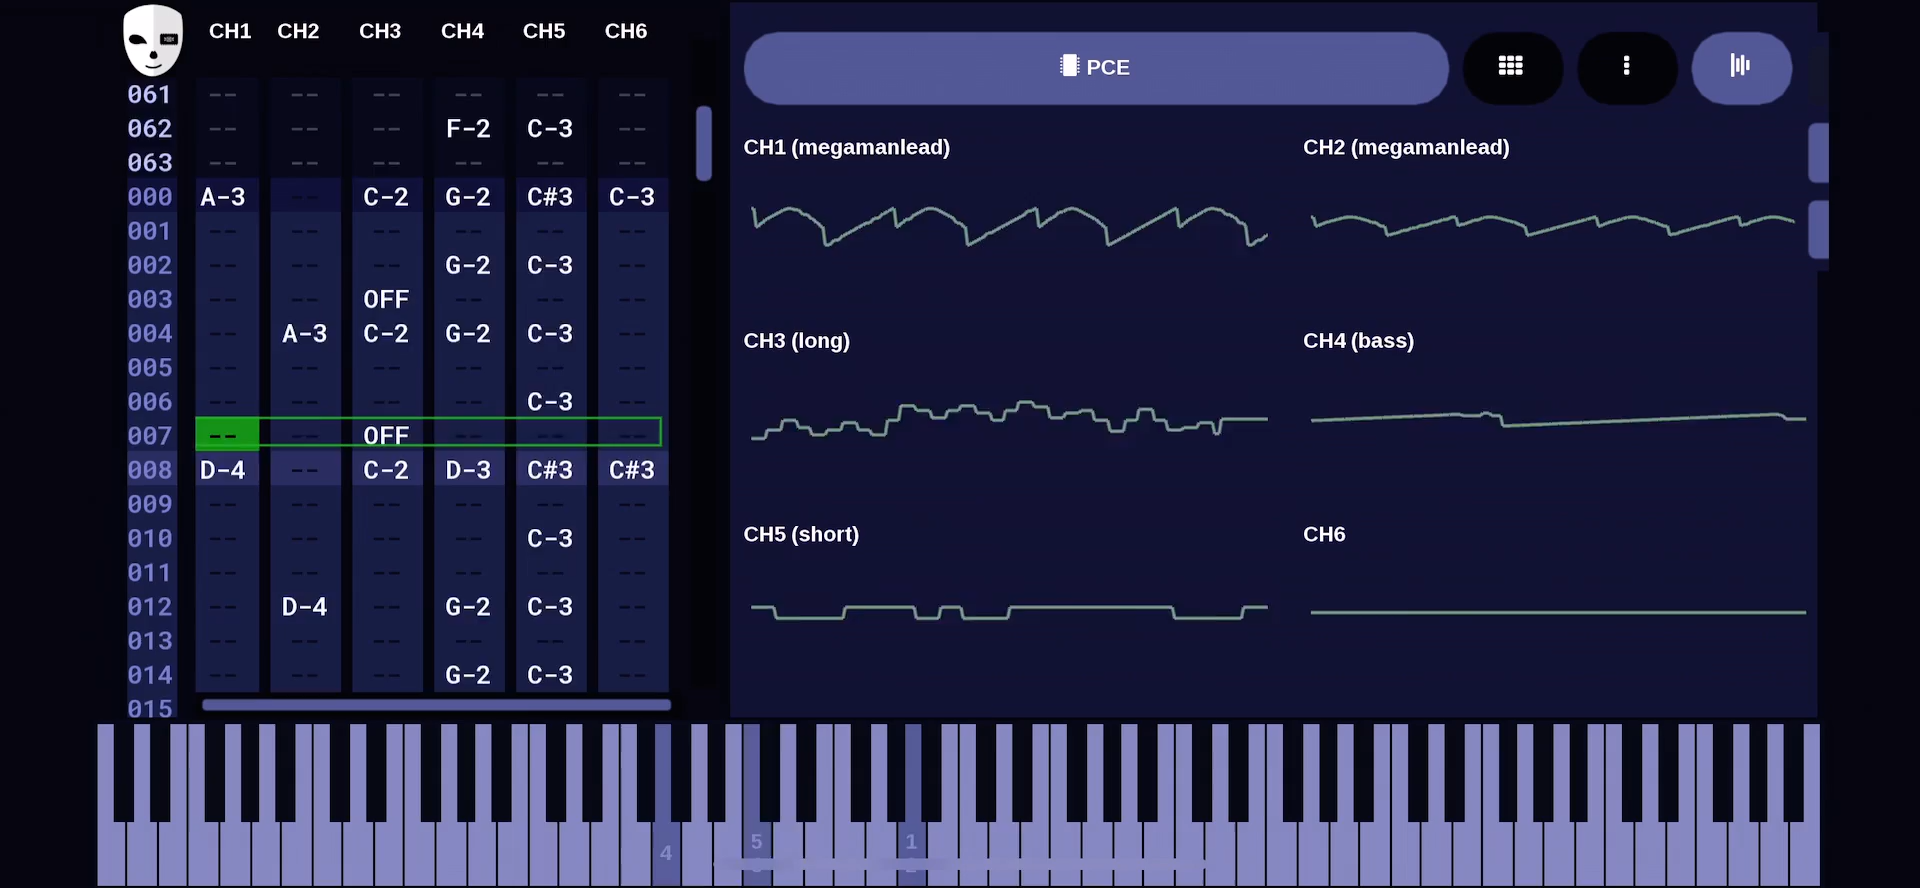 CH1 CH2 CH3 CH4 CH5 CH6
061 -- -- -- -- -- --
062 -- -- -- F-2 C-3 --
063 -- -- -- -- -- --
000 A-3 -- C-2 G-2 C#3 C-3
001 -- -- -- -- -- --
002 -- -- -- G-2 C-3 --
003 -- -- OFF -- -- --
004 -- A-3 C-2 G-2 C-3 --
005 -- -- -- -- -- --
006 -- -- -- -- C-3 --
007 -- -- OFF -- -- --
008 D-4 -- C-2 D-3 C#3 C#3
009 -- -- -- -- -- --
010 -- -- -- -- C-3 --
011 -- -- -- -- -- --
012 -- D-4 -- G-2 C-3 --
013 -- -- -- -- -- --
014 -- -- -- G-2 C-3 --
015
PCE
CH1 (megamanlead)
CH2 (megamanlead)
CH3 (long)
CH4 (bass)
CH5 (short)
CH6
4 5 1